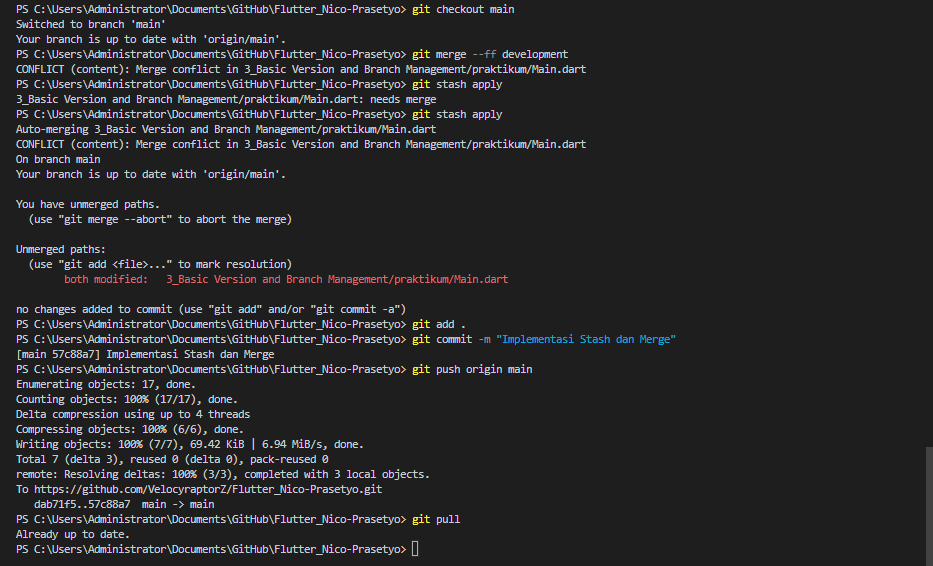 PS C:\Users\Administrator\Documents\GitHub\Flutter_Nico-Prasetyo> git checkout main
Switched to branch 'main'
Your branch is up to date with 'origin/main'.
PS C:\Users\Administrator\Documents\GitHub\Flutter_Nico-Prasetyo> git merge --ff development
CONFLICT (content): Merge conflict in 3_Basic Version and Branch Management/praktikum/Main.dart
PS C:\Users\Administrator\Documents\GitHub\Flutter_Nico-Prasetyo> git stash apply
3_Basic Version and Branch Management/praktikum/Main.dart: needs merge
PS C:\Users\Administrator\Documents\GitHub\Flutter_Nico-Prasetyo> git stash apply
Auto-merging 3_Basic Version and Branch Management/praktikum/Main.dart
CONFLICT (content): Merge conflict in 3_Basic Version and Branch Management/praktikum/Main.dart
On branch main
Your branch is up to date with 'origin/main'.

You have unmerged paths.
  (use "git merge --abort" to abort the merge)

Unmerged paths:
  (use "git add <file>..." to mark resolution)
        both modified:   3_Basic Version and Branch Management/praktikum/Main.dart

no changes added to commit (use "git add" and/or "git commit -a")
PS C:\Users\Administrator\Documents\GitHub\Flutter_Nico-Prasetyo> git add .
PS C:\Users\Administrator\Documents\GitHub\Flutter_Nico-Prasetyo> git commit -m "Implementasi Stash dan Merge"
[main 57c88a7] Implementasi Stash dan Merge
PS C:\Users\Administrator\Documents\GitHub\Flutter_Nico-Prasetyo> git push origin main
Enumerating objects: 17, done.
Counting objects: 100% (17/17), done.
Delta compression using up to 4 threads
Compressing objects: 100% (6/6), done.
Writing objects: 100% (7/7), 69.42 KiB | 6.94 MiB/s, done.
Total 7 (delta 3), reused 0 (delta 0), pack-reused 0
remote: Resolving deltas: 100% (3/3), completed with 3 local objects.
To https://github.com/VelocyraptorZ/Flutter_Nico-Prasetyo.git
   dab71f5..57c88a7  main -> main
PS C:\Users\Administrator\Documents\GitHub\Flutter_Nico-Prasetyo> git pull
Already up to date.
PS C:\Users\Administrator\Documents\GitHub\Flutter_Nico-Prasetyo>